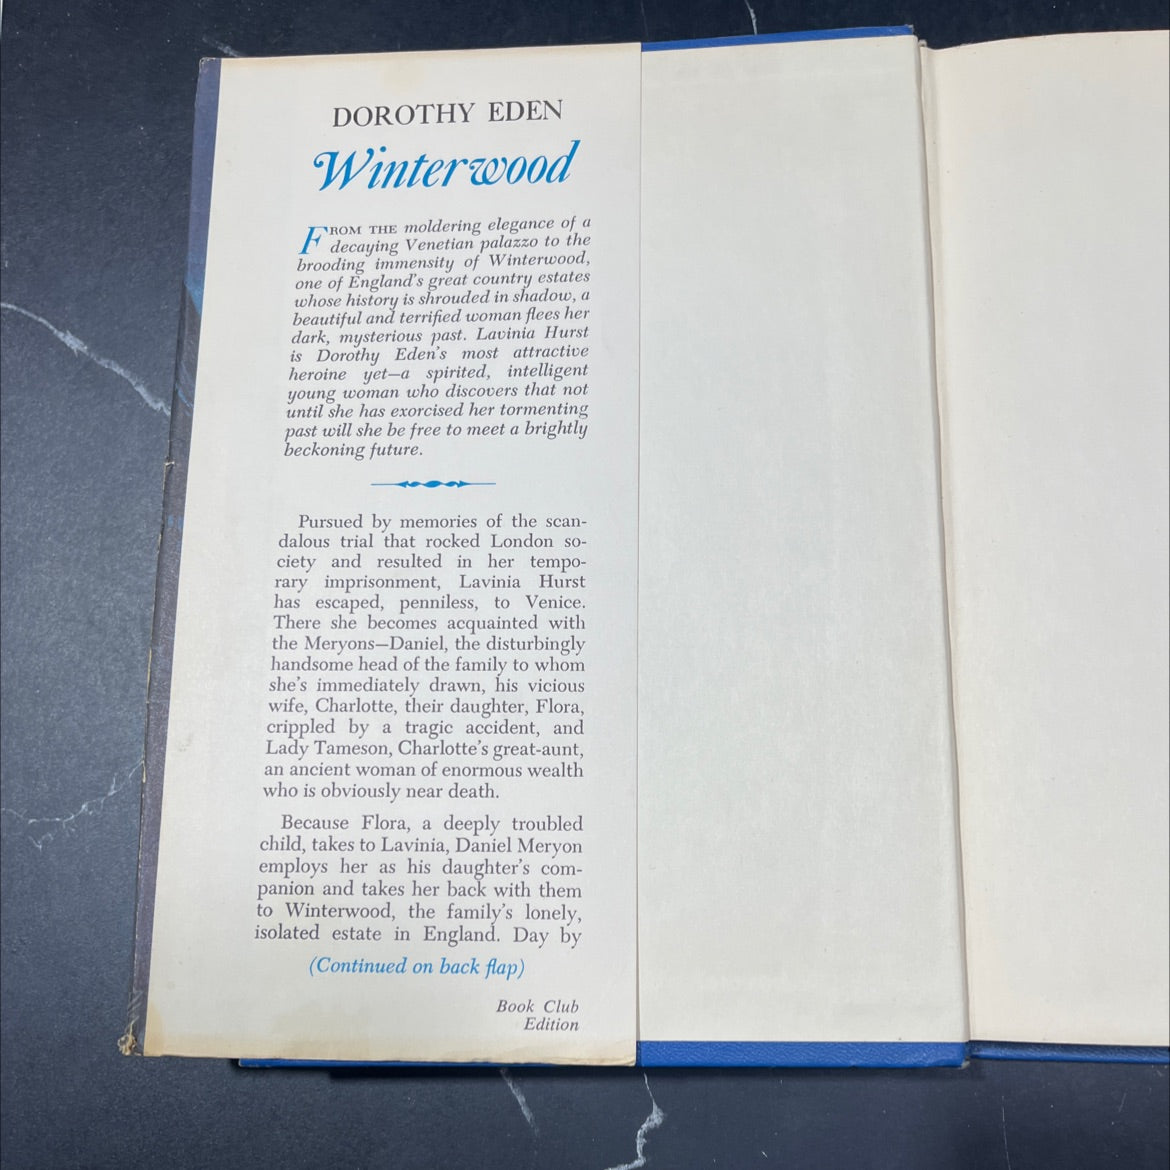 DOROTHY EDEN
Winterwood
FROM THE moldering elegance of a
decaying Venetian palazzo to the
brooding immensity of Winterwood,
one of England's great country estates
whose history is shrouded in shadow, a
beautiful and terrified woman flees her
dark, mysterious past. Lavinia Hurst
is Dorothy Eden's most attractive
heroine yet—a spirited, intelligent
young woman who discovers that not
until she has exorcised her tormenting
past will she be free to meet a brightly
beckoning future.
Pursued by memories of the scan-
dalous trial that rocked London so-
ciety and resulted in her tempo-
rary imprisonment, Lavinia Hurst
has escaped, penniless, to Venice.
There she becomes acquainted with
the Meryons—Daniel, the disturbingly
handsome head of the family to whom
she's immediately drawn, his vicious
wife, Charlotte, their daughter, Flora,
crippled by a tragic accident, and
Lady Tameson, Charlotte's great-aunt,
an ancient woman of enormous wealth
who is obviously near death.
Because Flora, a deeply troubled
child, takes to Lavinia, Daniel Meryon
employs her as his daughter's com-
panion and takes her back with them
to Winterwood, the family's lonely,
isolated estate in England. Day by
(Continued on back flap)
Book Club
Edition